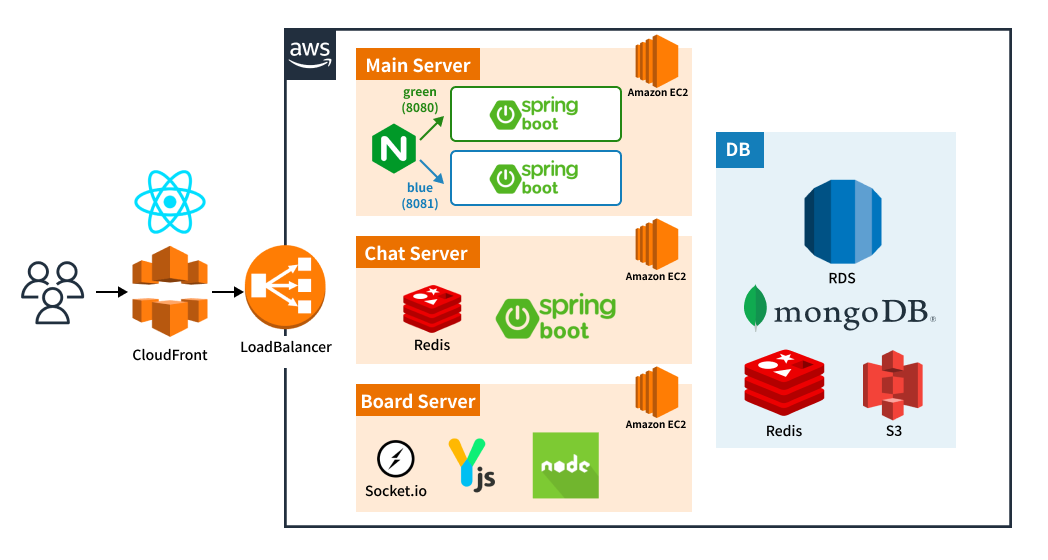 aws
Main Server
Amazon EC2
green
(8080)
spring
boot
N
spring
boot
blue
(8081)
DB
RDS
mongoDB®
Redis
S3
Chat Server
Amazon EC2
Redis
spring
boot
CloudFront
LoadBalancer
Board Server
Amazon EC2
Socket.io
Yjs
node